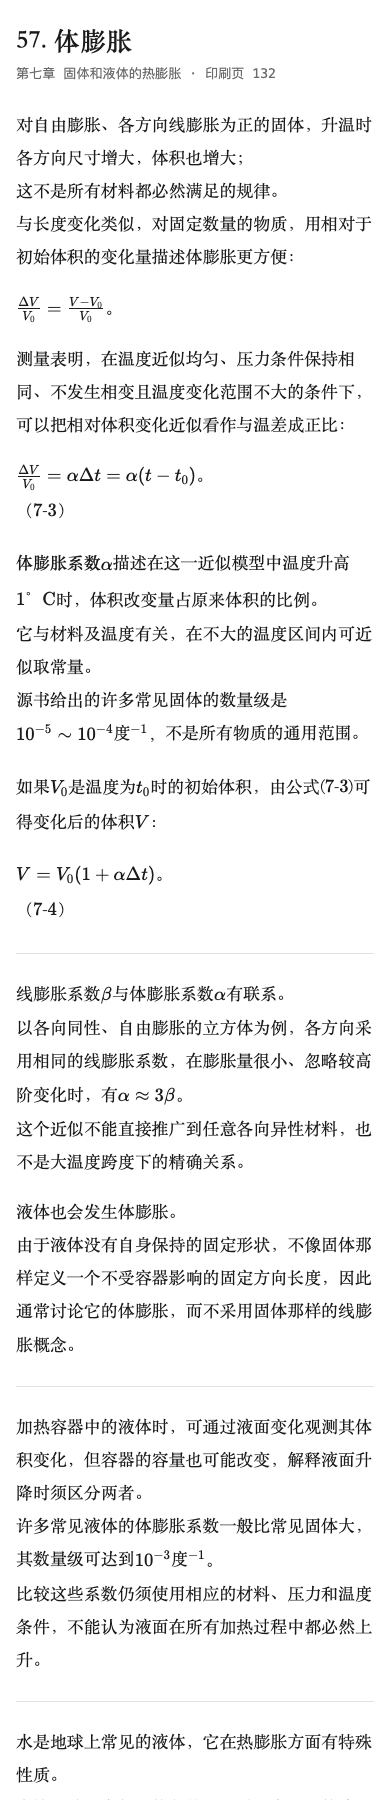 57. 体膨胀
第七章 固体和液体的热膨胀 · 印刷页 132
对自由膨胀、各方向线膨胀为正的固体，升温时
各方向尺寸增大，体积也增大；
这不是所有材料都必然满足的规律。
与长度变化类似，对固定数量的物质，用相对于
初始体积的变化量描述体膨胀更方便：
ΔV/V₀ = (V−V₀)/V₀。
测量表明，在温度近似均匀、压力条件保持相
同、不发生相变且温度变化范围不大的条件下，
可以把相对体积变化近似看作与温差成正比：
ΔV/V₀ = αΔt = α(t − t₀)。
（7-3）
体膨胀系数α描述在这一近似模型中温度升高
1° C时，体积改变量占原来体积的比例。
它与材料及温度有关，在不大的温度区间内可近
似取常量。
源书给出的许多常见固体的数量级是
10⁻⁵ ∼ 10⁻⁴度⁻¹，不是所有物质的通用范围。
如果V₀是温度为t₀时的初始体积，由公式(7-3)可
得变化后的体积V：
V = V₀(1 + αΔt)。
（7-4）
线膨胀系数β与体膨胀系数α有联系。
以各向同性、自由膨胀的立方体为例，各方向采
用相同的线膨胀系数，在膨胀量很小、忽略较高
阶变化时，有α ≈ 3β。
这个近似不能直接推广到任意各向异性材料，也
不是大温度跨度下的精确关系。
液体也会发生体膨胀。
由于液体没有自身保持的固定形状，不像固体那
样定义一个不受容器影响的固定方向长度，因此
通常讨论它的体膨胀，而不采用固体那样的线膨
胀概念。
加热容器中的液体时，可通过液面变化观测其体
积变化，但容器的容量也可能改变，解释液面升
降时须区分两者。
许多常见液体的体膨胀系数一般比常见固体大，
其数量级可达到10⁻³度⁻¹。
比较这些系数仍须使用相应的材料、压力和温度
条件，不能认为液面在所有加热过程中都必然上
升。
水是地球上常见的液体，它在热膨胀方面有特殊
性质。